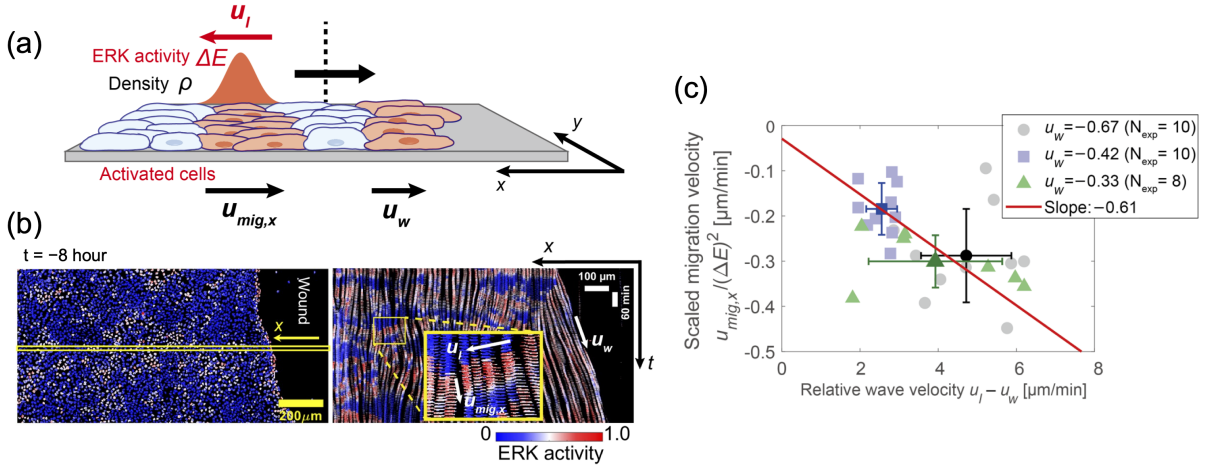 (a)
u_l
ERK activity ΔE
Density ρ
y
x
Activated cells
u_mig,x
u_w
(b)
t = −8 hour
Wound
x
200μm
x
100 μm
60 min
u_w
t
u_l
u_mig,x
0
1.0
ERK activity
(c)
Scaled migration velocity
u_mig,x/(ΔE)² [μm/min]
0
-0.1
-0.2
-0.3
-0.4
-0.5
0
2
4
6
8
Relative wave velocity u_l − u_w [μm/min]
u_w=−0.67 (N_exp= 10)
u_w=−0.42 (N_exp= 10)
u_w=−0.33 (N_exp= 8)
Slope:−0.61